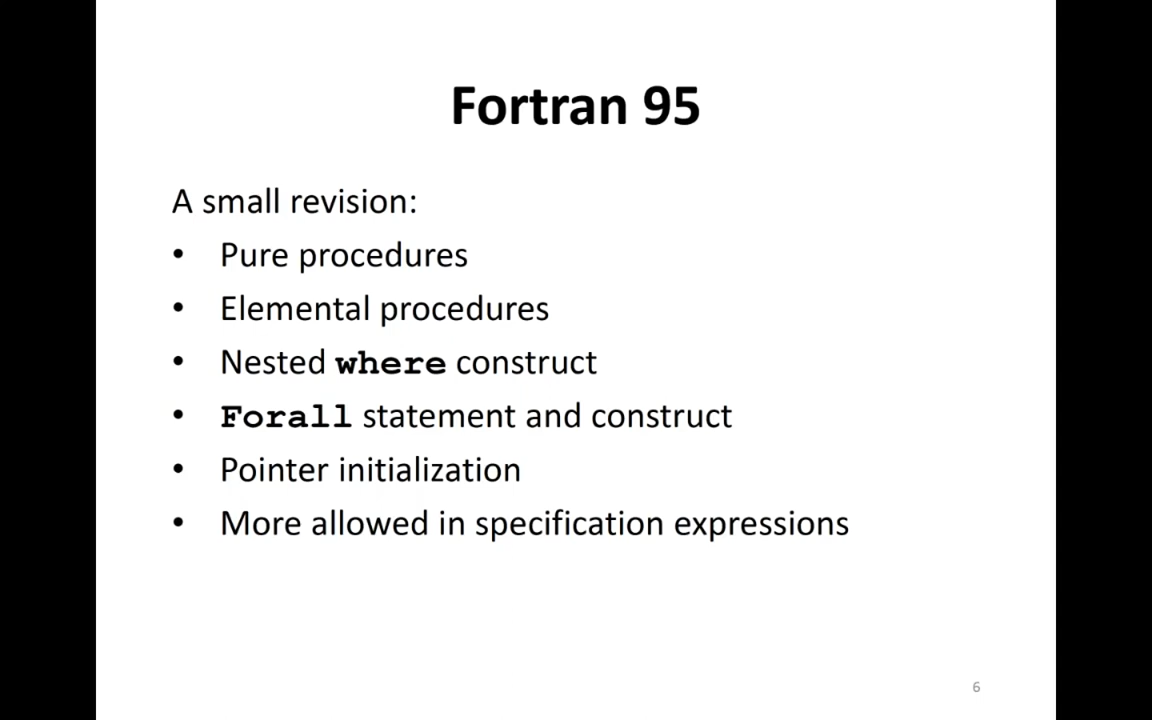 Fortran 95
A small revision:
• Pure procedures
• Elemental procedures
• Nested where construct
• Forall statement and construct
• Pointer initialization
• More allowed in specification expressions
6